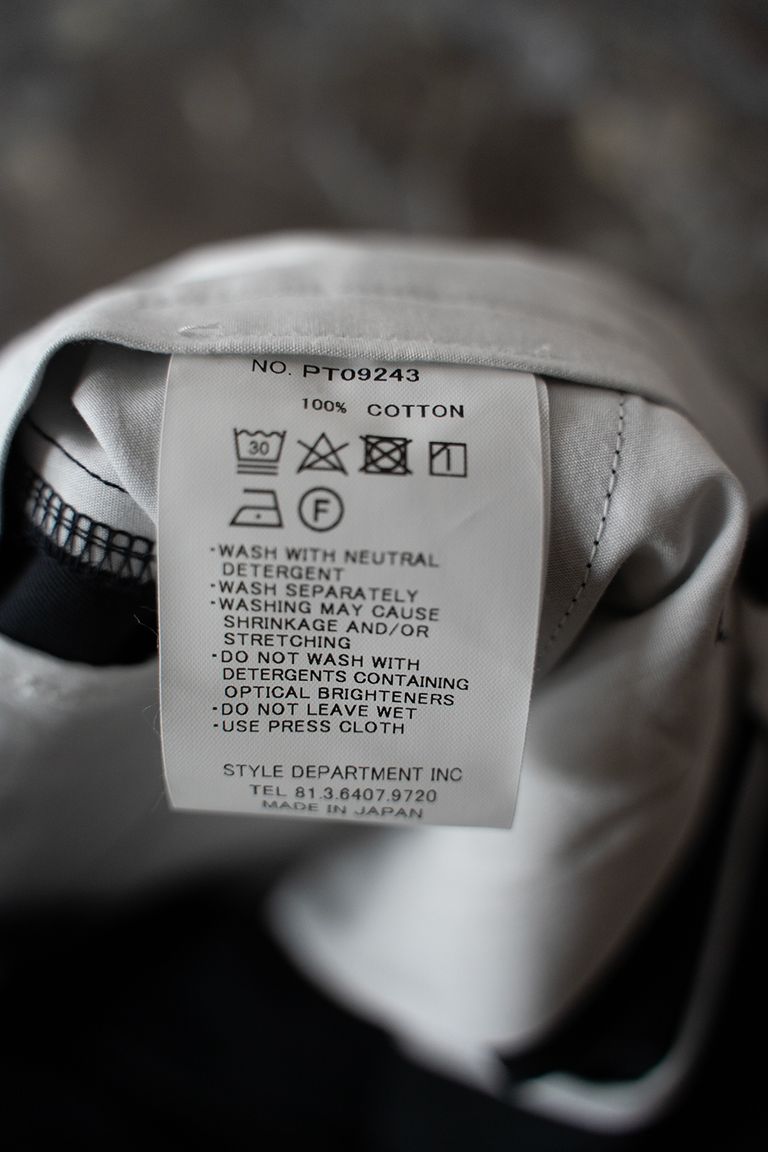 NO. PT09243
100% COTTON
30
F
·WASH WITH NEUTRAL
DETERGENT
·WASH SEPARATELY
·WASHING MAY CAUSE
SHRINKAGE AND/OR
STRETCHING
·DO NOT WASH WITH
DETERGENTS CONTAINING
OPTICAL BRIGHTENERS
·DO NOT LEAVE WET
·USE PRESS CLOTH
STYLE DEPARTMENT INC
TEL 81.3.6407.9720
MADE IN JAPAN